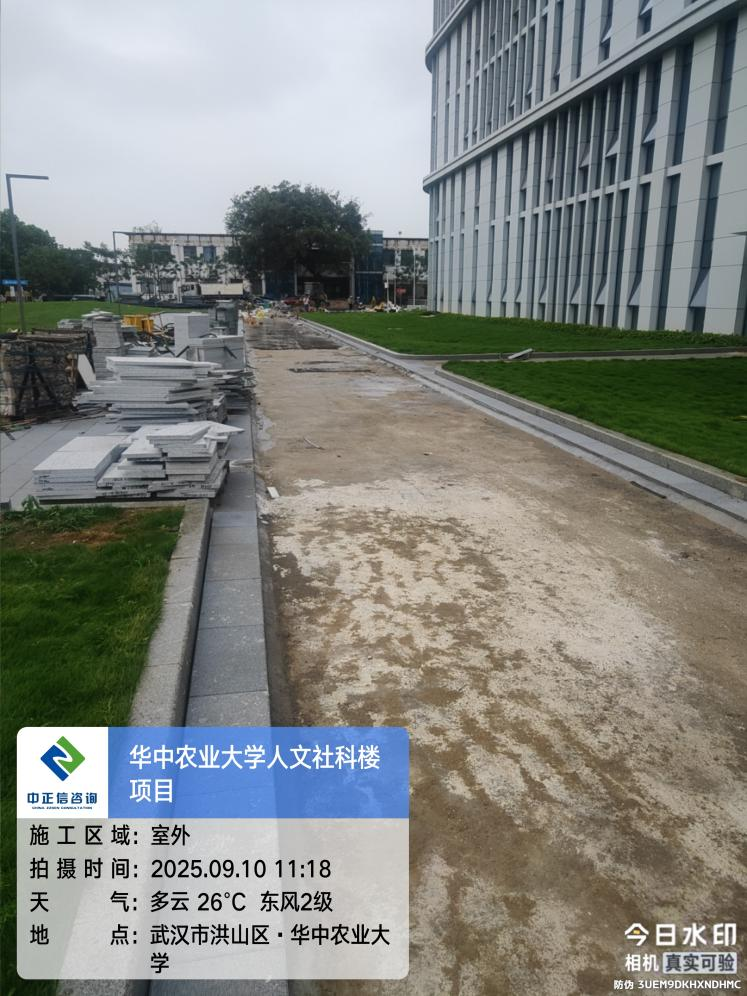 华中农业大学人文社科楼
项目
中正信咨询
CHINA ZZXIN CONSULTATION
施工区域：室外
拍摄时间：2025.09.10 11:18
天气：多云 26°C 东风2级
地点：武汉市洪山区·华中农业大
学
今日水印
相机 真实可验
防伪 3UEM9DKHXNDHMC